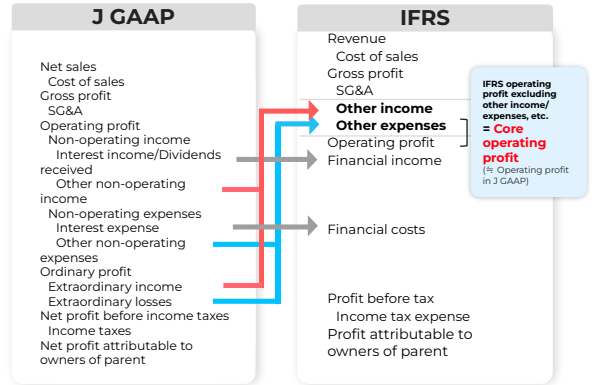 J GAAP
Net sales
Cost of sales
Gross profit
SG&A
Operating profit
Non-operating income
Interest income/Dividends
received
Other non-operating
income
Non-operating expenses
Interest expense
Other non-operating
expenses
Ordinary profit
Extraordinary income
Extraordinary losses
Net profit before income taxes
Income taxes
Net profit attributable to
owners of parent
IFRS
Revenue
Cost of sales
Gross profit
SG&A
Other income
Other expenses
Operating profit
Financial income
Financial costs
Profit before tax
Income tax expense
Profit attributable to
owners of parent
IFRS operating
profit excluding
other income/
expenses, etc.
= Core
operating
profit
(≒ Operating profit
in J GAAP)